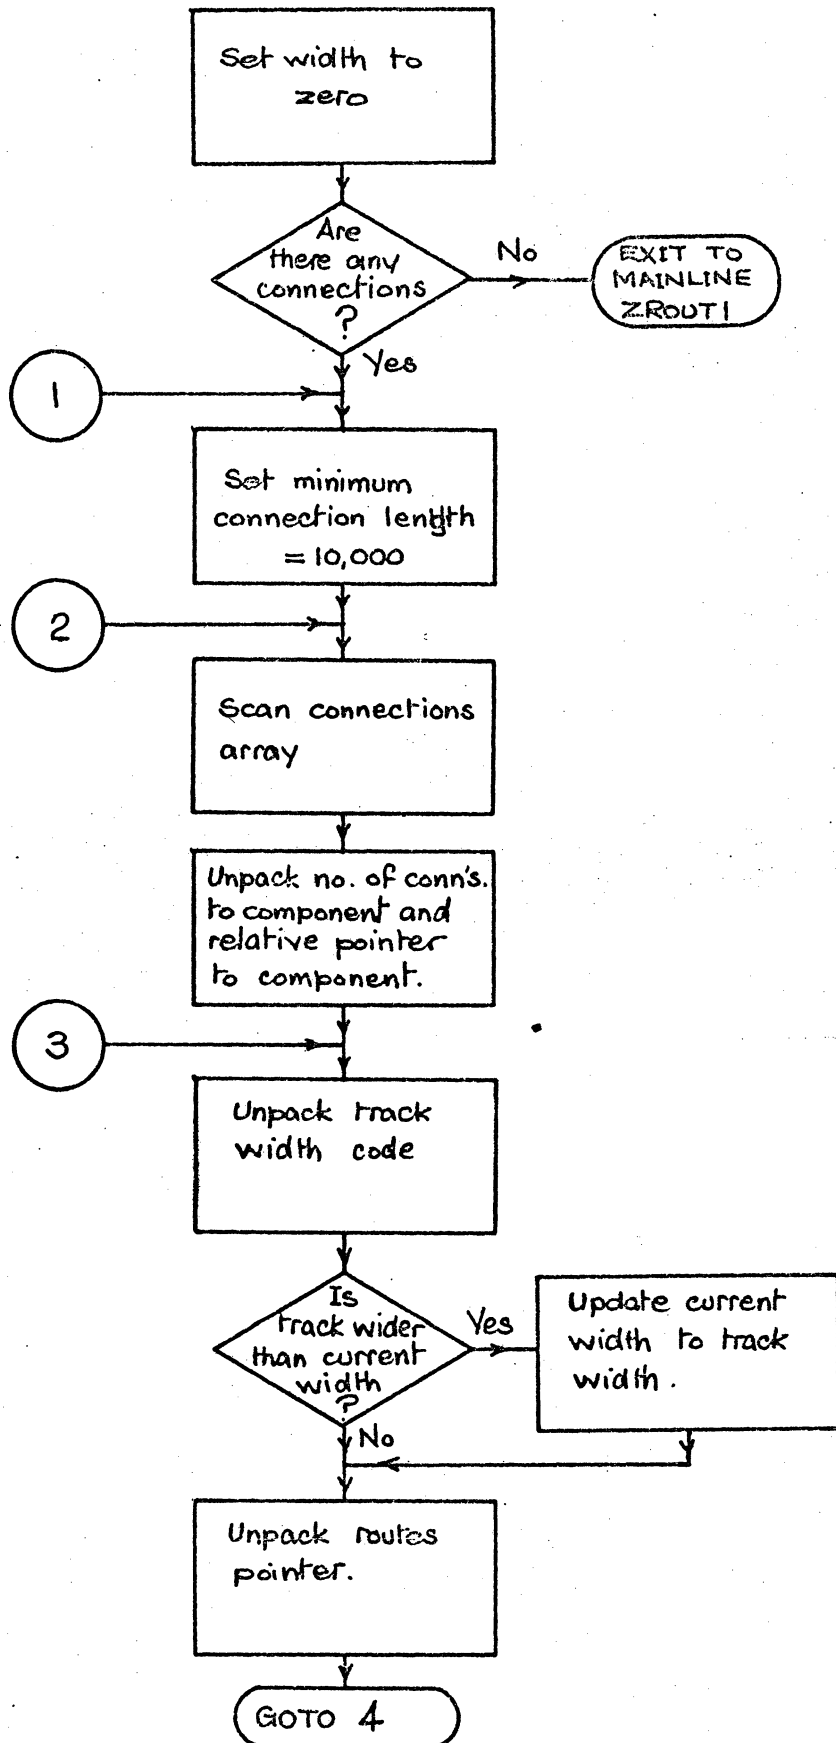 Set width to
zero
Are
there any
connections
?
No
EXIT TO
MAINLINE
ZROUT1
Yes
1
Set minimum
connection length
= 10,000
2
Scan connections
array
Unpack no. of conn's.
to component and
relative pointer
to component.
3
Unpack track
width code
Is
track wider
than current
width
?
Yes
Update current
width to track
width.
No
Unpack routes
pointer.
GOTO 4